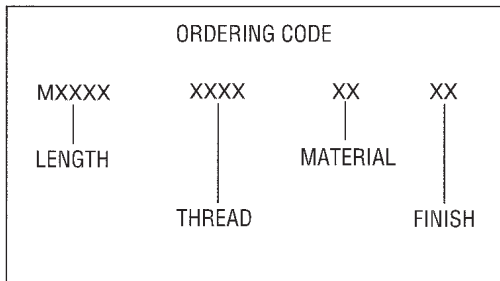 ORDERING CODE
MXXXX XXXX XX XX
LENGTH
MATERIAL
THREAD
FINISH